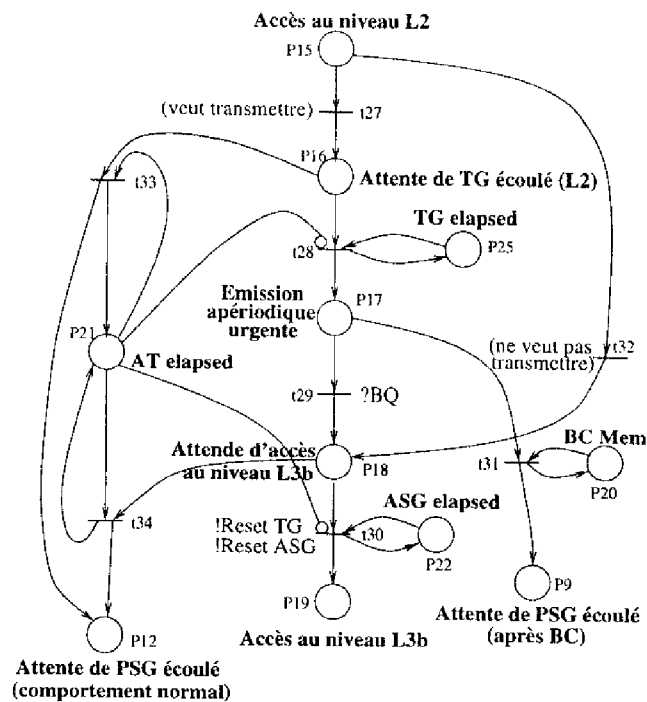 Accès au niveau L2
P15
(veut transmettre)
t27
P16
t33
Attente de TG écoulé (L2)
TG elapsed
t28
P25
Emission
apériodique
urgente
P17
P21
AT elapsed
(ne veut pas
transmettre)
t32
t29
?BQ
Attende d'accès
au niveau L3b
P18
BC Mem
t31
P20
ASG elapsed
t34
!Reset TG
!Reset ASG
t30
P22
P19
P9
Accès au niveau L3b
Attente de PSG écoulé
(après BC)
P12
Attente de PSG écoulé
(comportement normal)